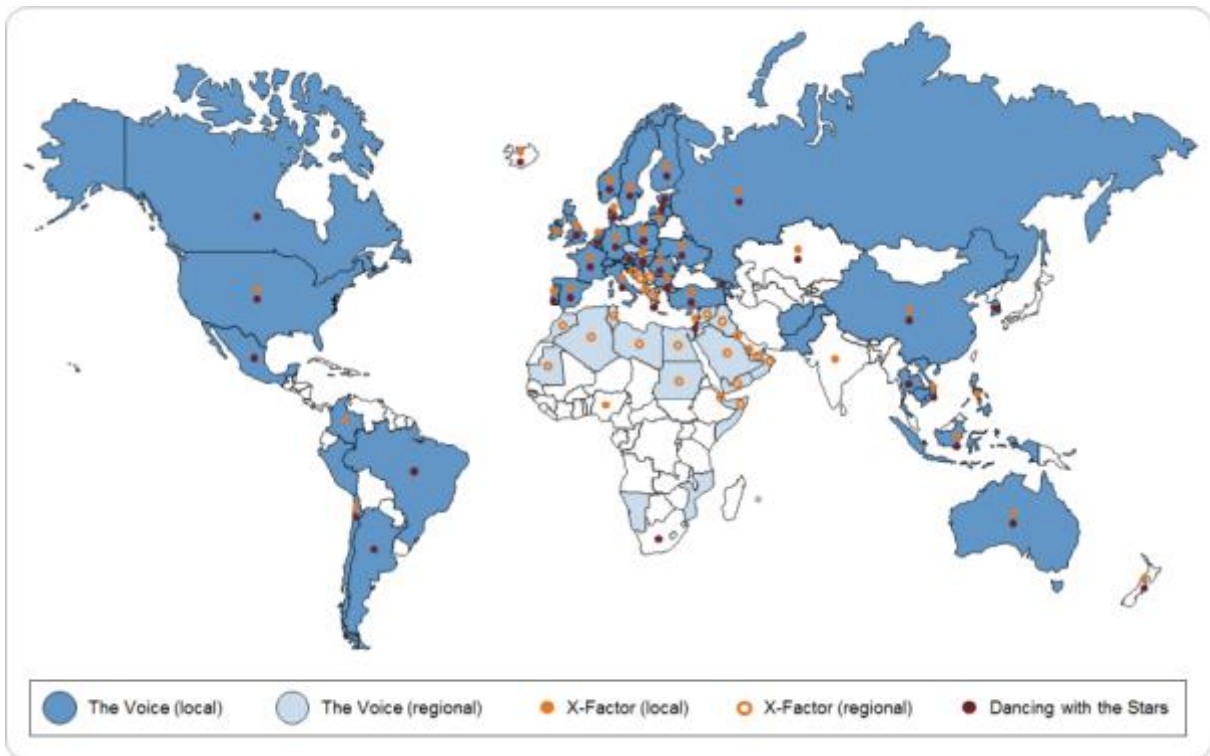 The Voice (local) The Voice (regional) X-Factor (local) X-Factor (regional) Dancing with the Stars